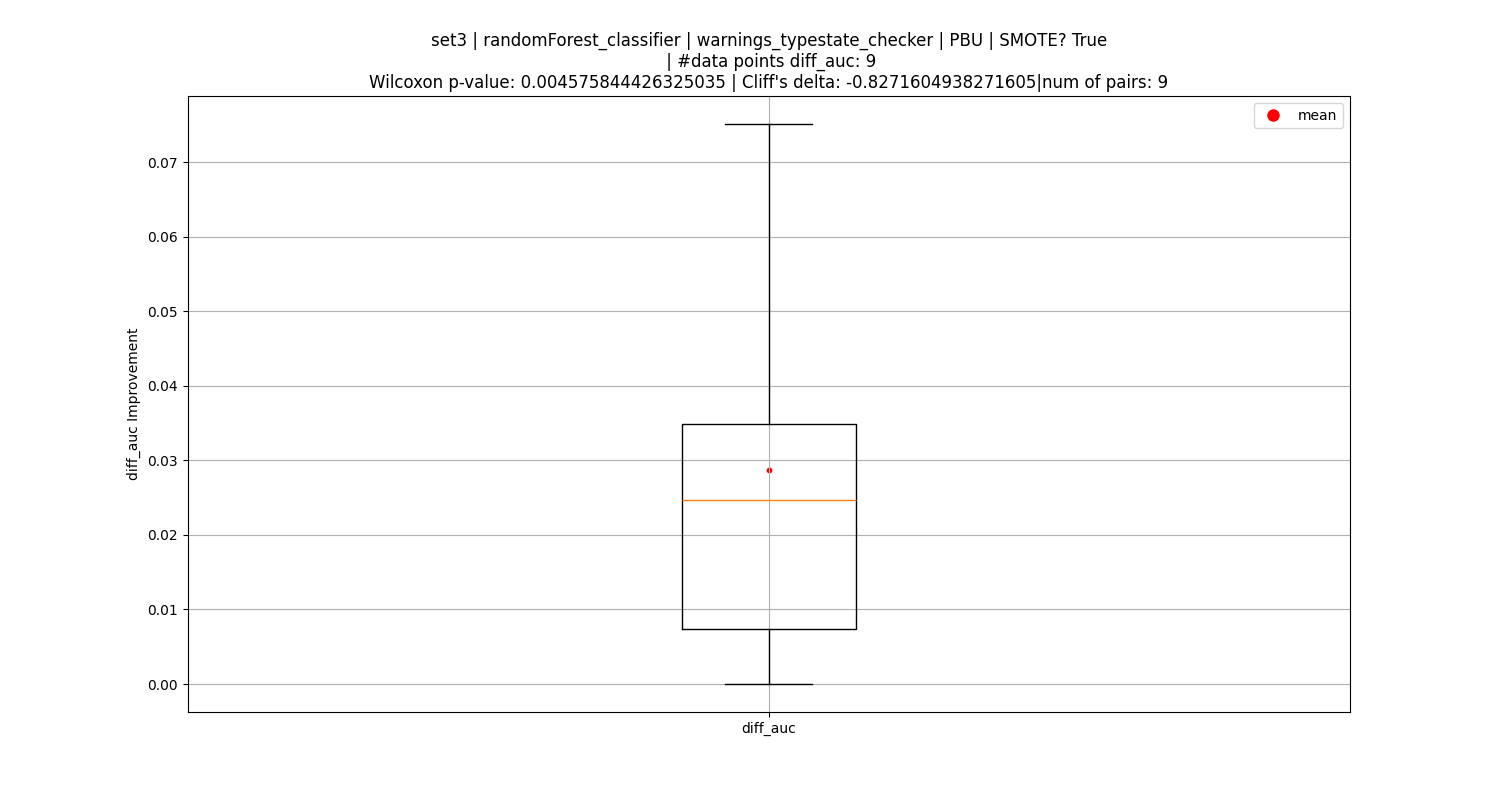 set3 | randomForest_classifier | warnings_typestate_checker | PBU | SMOTE? True
| #data points diff_auc: 9
Wilcoxon p-value: 0.004575844426325035 | Cliff's delta: -0.8271604938271605|num of pairs: 9
mean
0.07
0.06
0.05
0.04
0.03
0.02
0.01
0.00
diff_auc Improvement
diff_auc